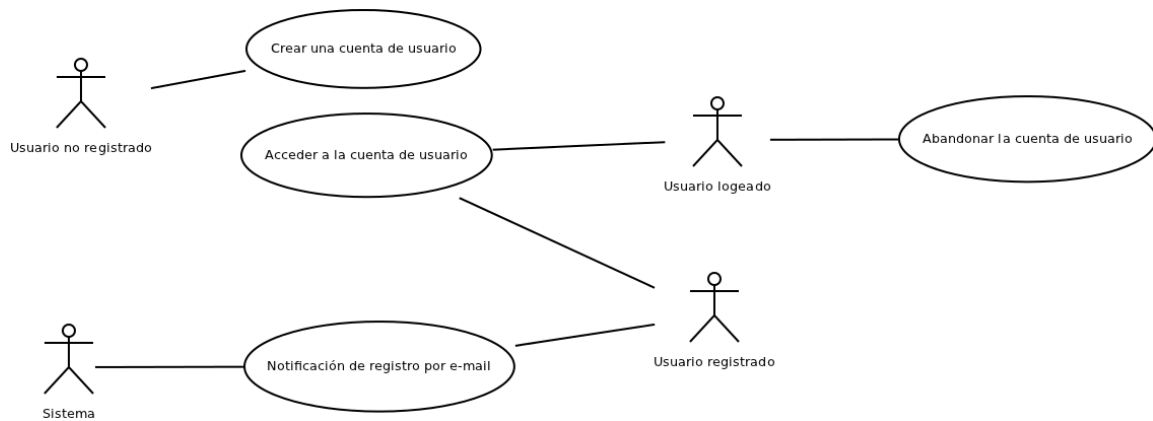 Crear una cuenta de usuario
Usuario no registrado
Acceder a la cuenta de usuario
Usuario logeado
Abandonar la cuenta de usuario
Usuario registrado
Notificación de registro por e-mail
Sistema